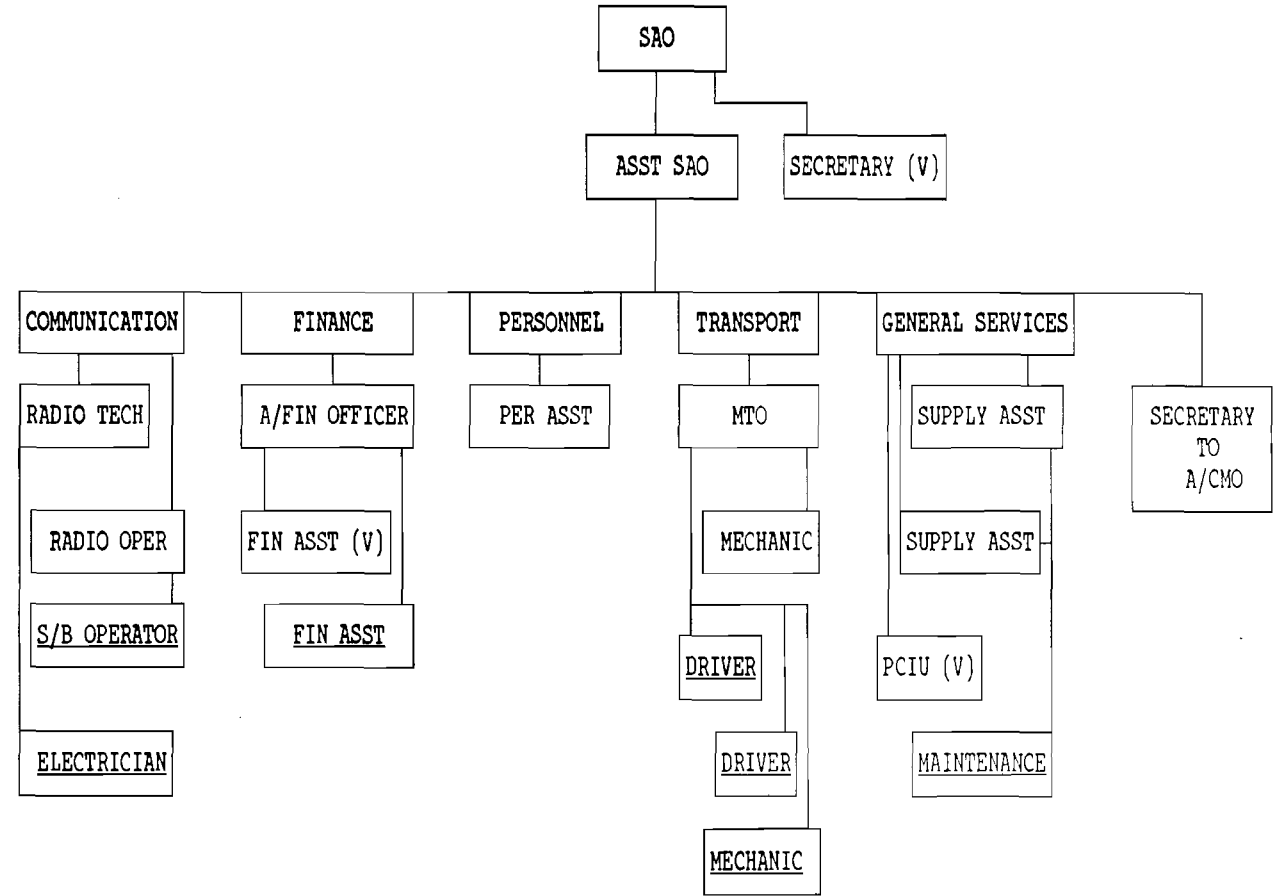 SAO
ASST SAO
SECRETARY (V)
COMMUNICATION
FINANCE
PERSONNEL
TRANSPORT
GENERAL SERVICES
RADIO TECH
A/FIN OFFICER
PER ASST
MTO
SUPPLY ASST
SECRETARY
TO
A/CMO
RADIO OPER
FIN ASST (V)
MECHANIC
SUPPLY ASST
S/B OPERATOR
FIN ASST
DRIVER
PCIU (V)
ELECTRICIAN
DRIVER
MAINTENANCE
MECHANIC